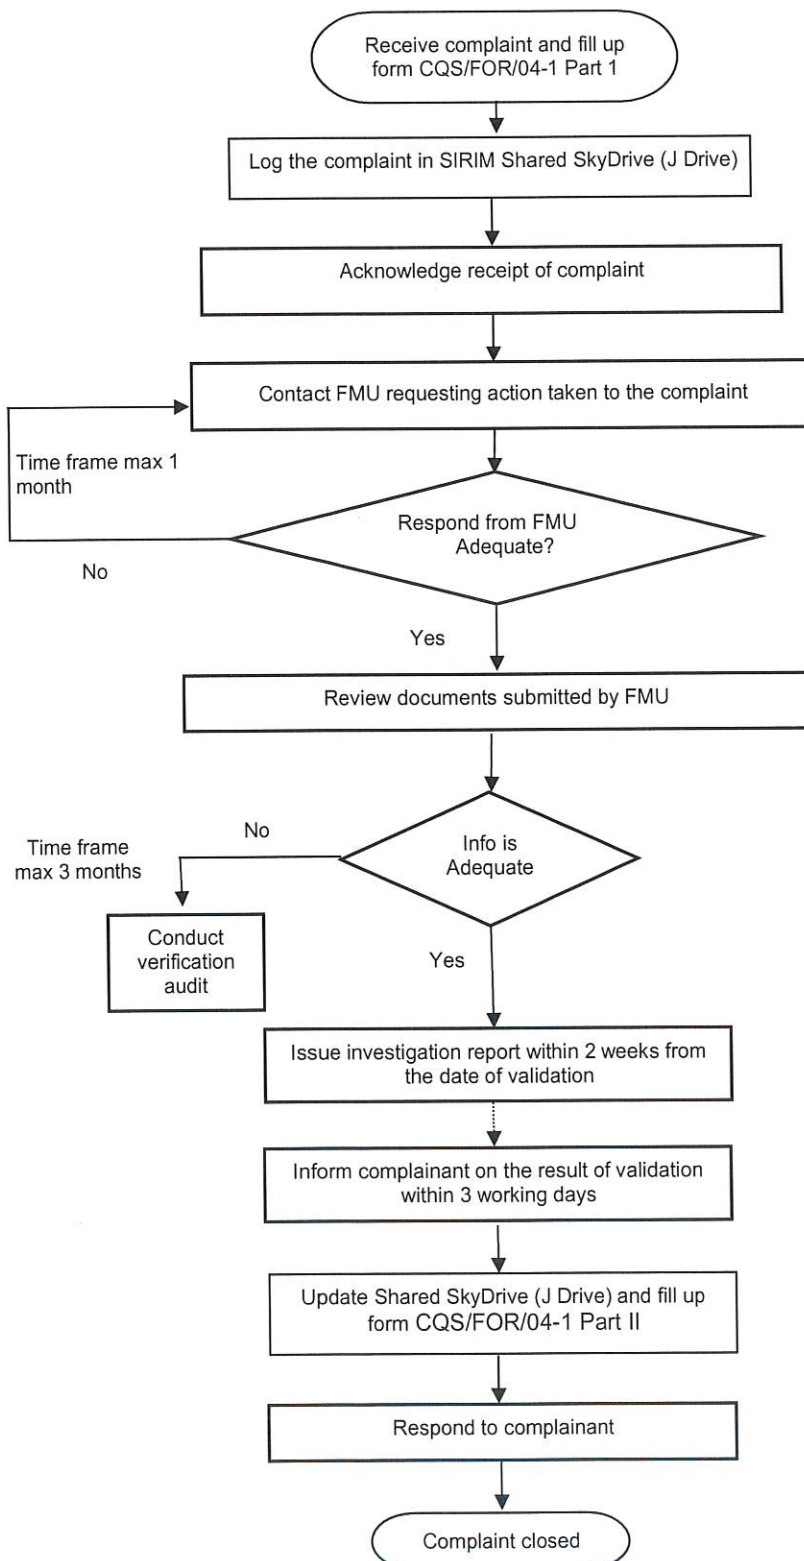 Receive complaint and fill up
form CQS/FOR/04-1 Part 1
Log the complaint in SIRIM Shared SkyDrive (J Drive)
Acknowledge receipt of complaint
Contact FMU requesting action taken to the complaint
Time frame max 1
month
Respond from FMU
Adequate?
No
Yes
Review documents submitted by FMU
No
Time frame
max 3 months
Info is
Adequate
Conduct
verification
audit
Yes
Issue investigation report within 2 weeks from
the date of validation
Inform complainant on the result of validation
within 3 working days
Update Shared SkyDrive (J Drive) and fill up
form CQS/FOR/04-1 Part II
Respond to complainant
Complaint closed